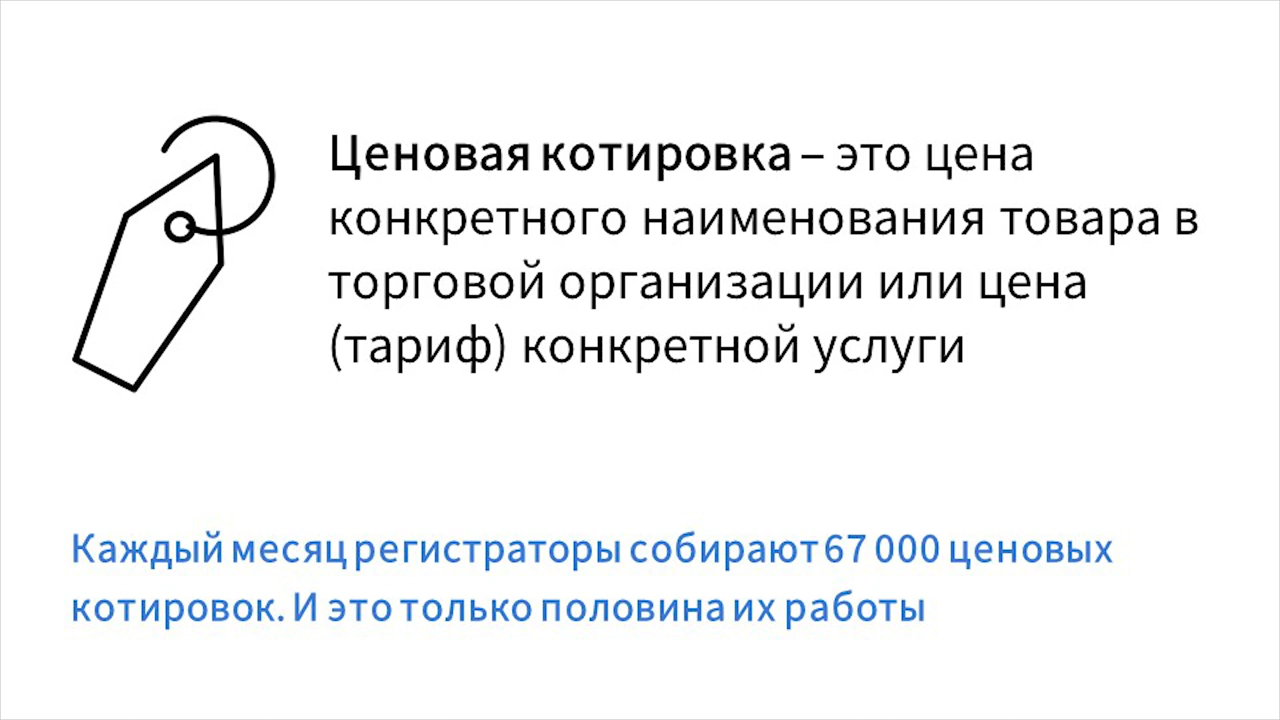 Ценовая котировка – это цена
конкретного наименования товара в
торговой организации или цена
(тариф) конкретной услуги
Каждый месяц регистраторы собирают 67 000 ценовых
котировок. И это только половина их работы